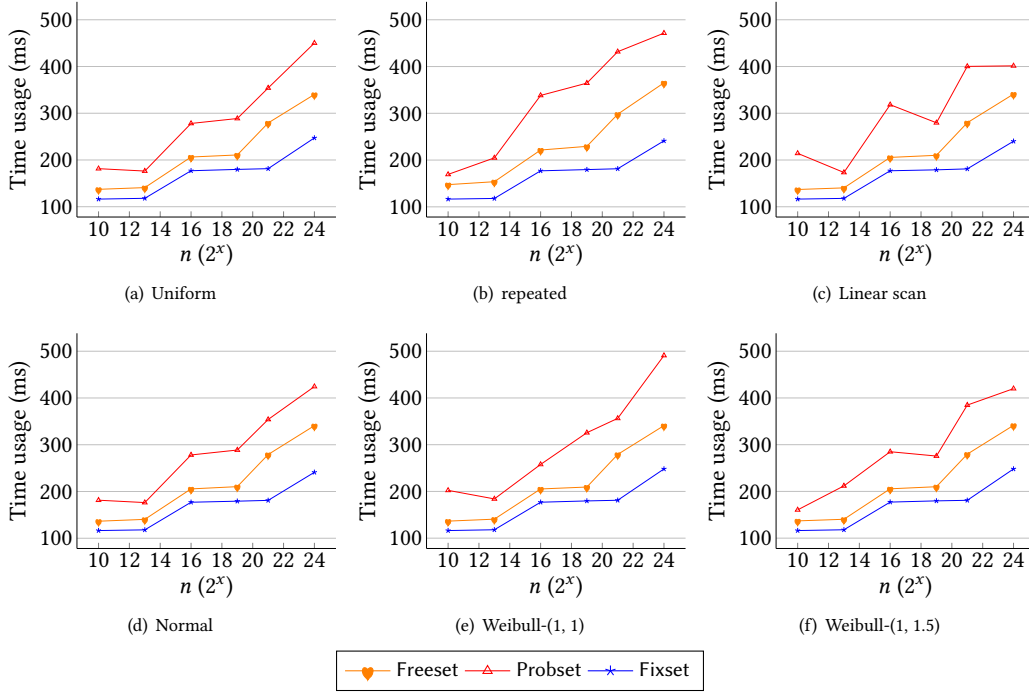 500
400
300
200
100
Time usage (ms)
10 12 14 16 18 20 22 24
n (2^x)
(a) Uniform
500
400
300
200
100
Time usage (ms)
10 12 14 16 18 20 22 24
n (2^x)
(b) repeated
500
400
300
200
100
Time usage (ms)
10 12 14 16 18 20 22 24
n (2^x)
(c) Linear scan
500
400
300
200
100
Time usage (ms)
10 12 14 16 18 20 22 24
n (2^x)
(d) Normal
500
400
300
200
100
Time usage (ms)
10 12 14 16 18 20 22 24
n (2^x)
(e) Weibull-(1, 1)
500
400
300
200
100
Time usage (ms)
10 12 14 16 18 20 22 24
n (2^x)
(f) Weibull-(1, 1.5)
Freeset Probset Fixset